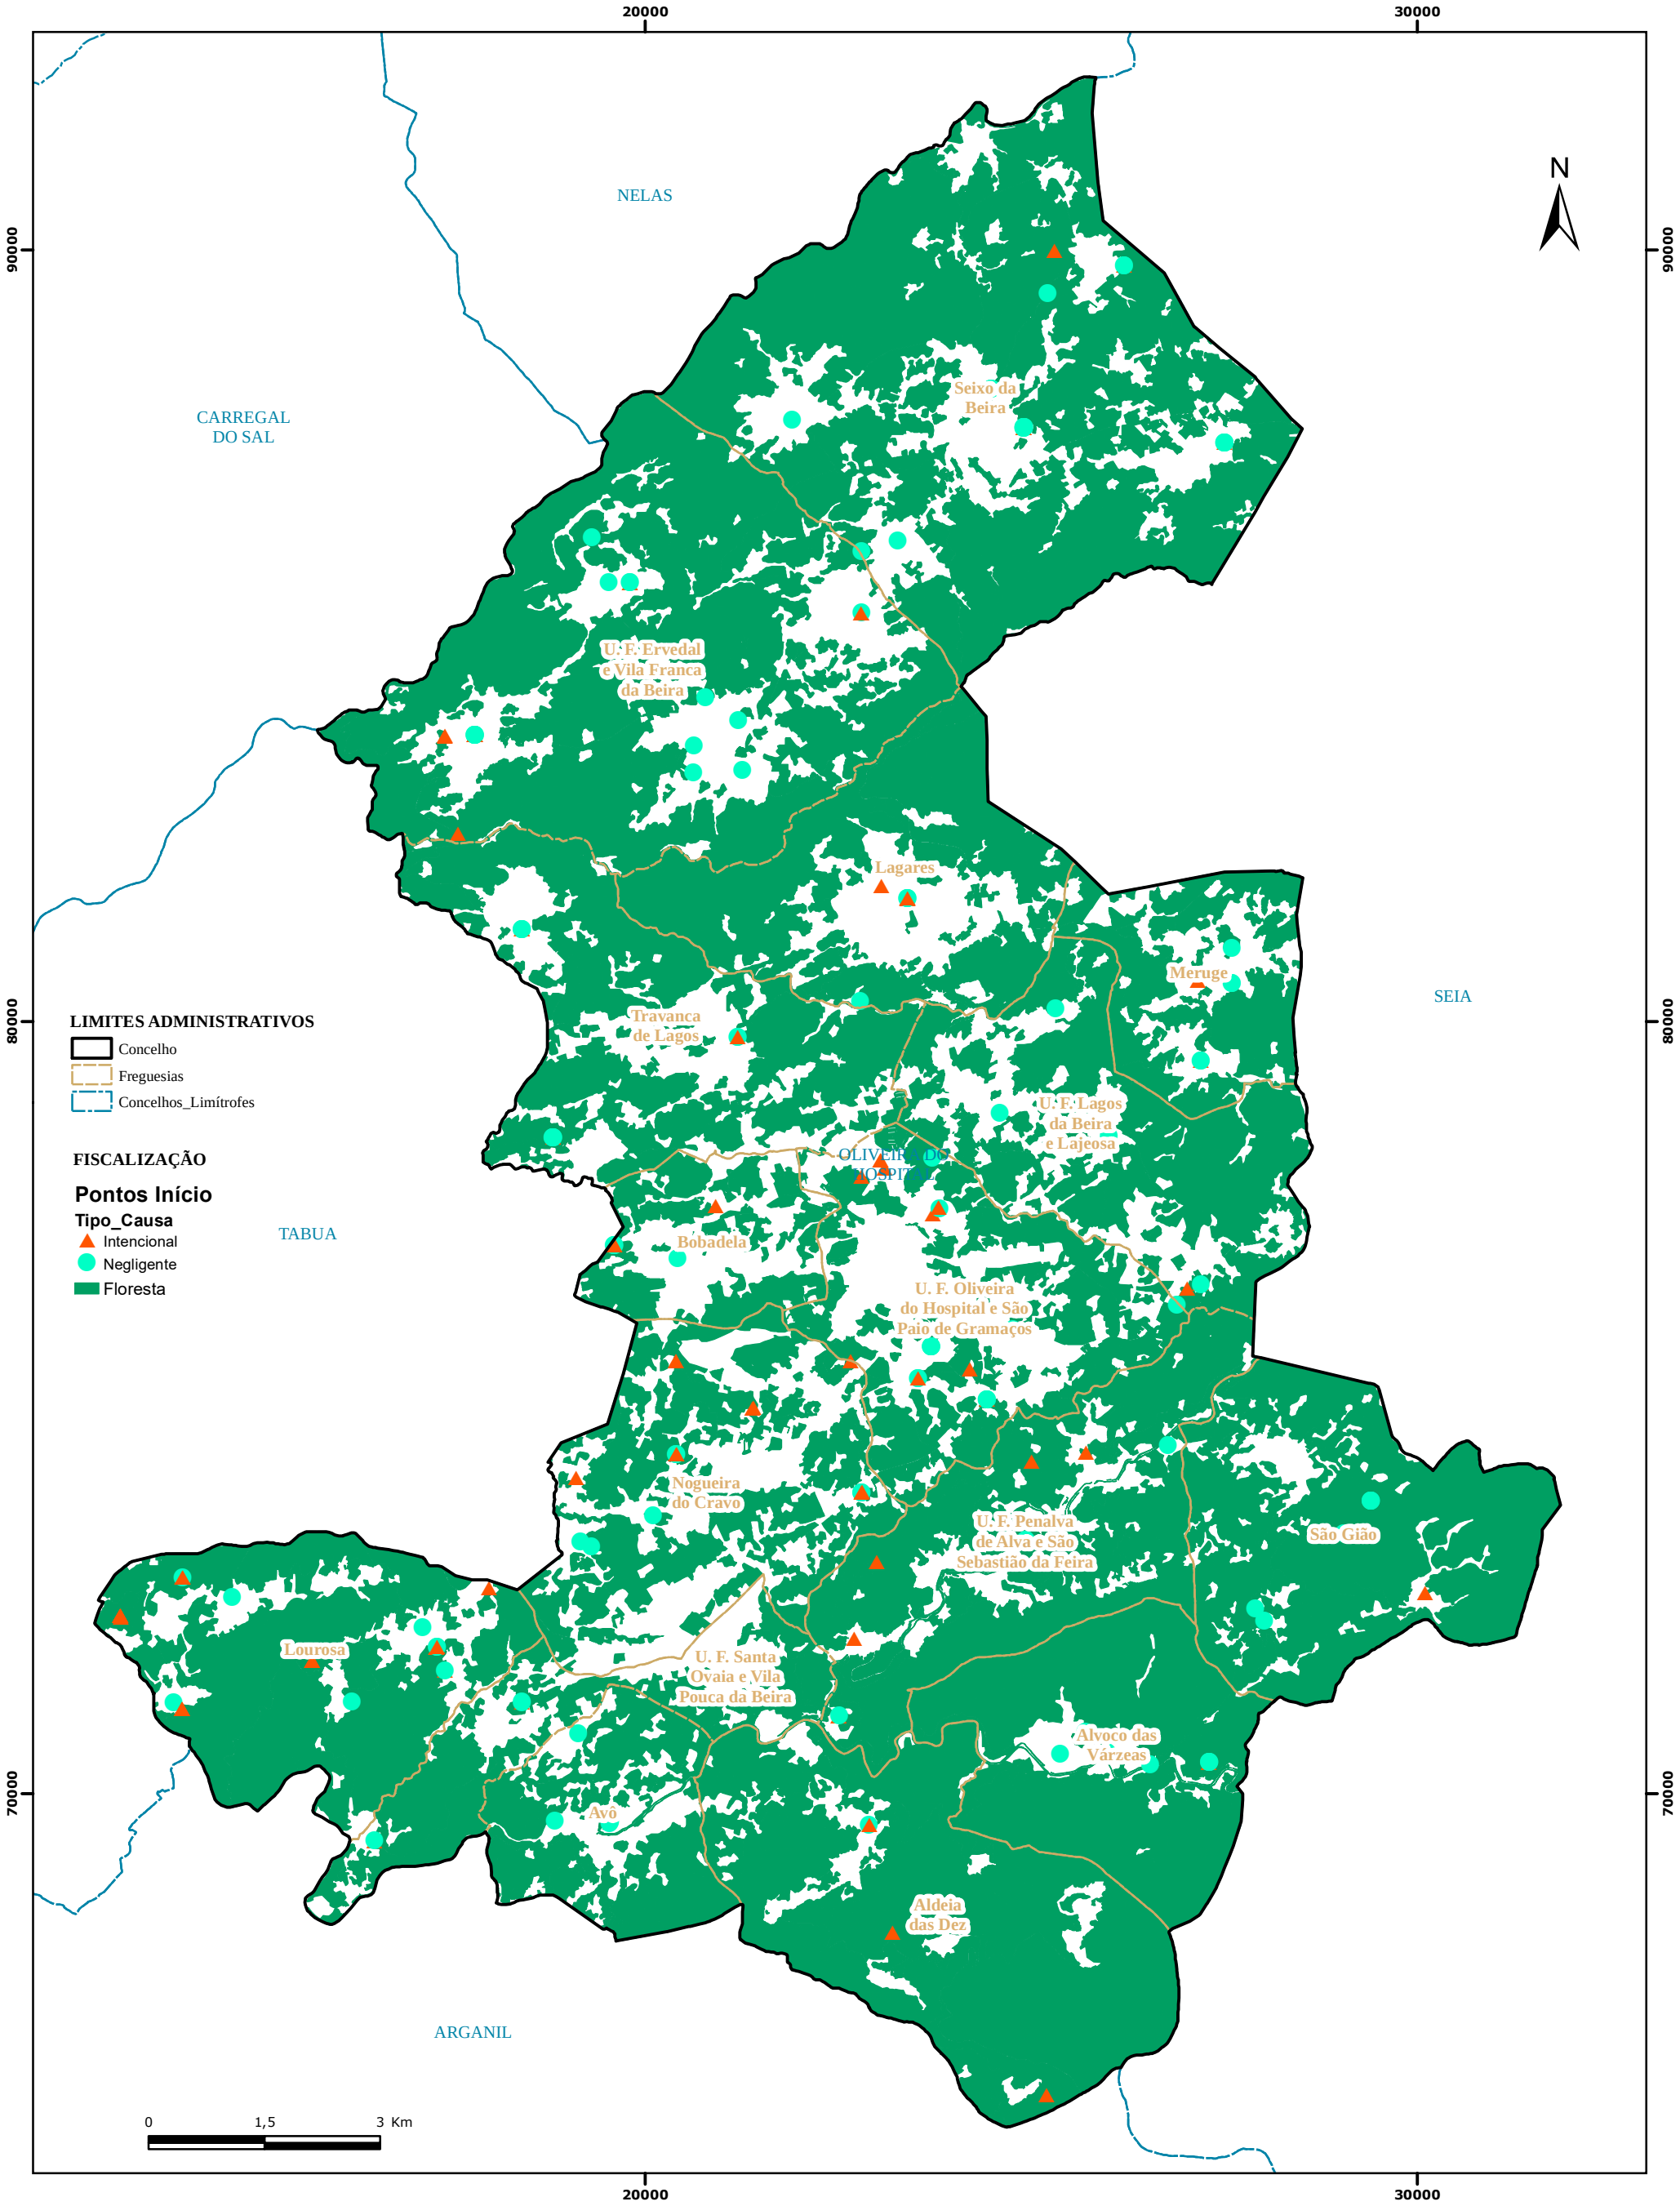 20000
30000
N
90000
90000
NELAS
CARREGAL
DO SAL
Seixo da
Beira
U. F. Ervedal
e Vila Franca
da Beira
Lagares
Meruge
SEIA
80000
80000
Travanca
de Lagos
LIMITES ADMINISTRATIVOS
Concelho
Freguesias
Concelhos_Limítrofes
U. F. Lagos
da Beira
e Lajeosa
OLIVEIRA DO
HOSPITAL
FISCALIZAÇÃO
Pontos Início
Tipo_Causa
Intencional
Negligente
Floresta
TABUA
Bobadela
U. F. Oliveira
do Hospital e São
Paio de Gramaços
Nogueira
do Cravo
U. F. Penalva
de Alva e São
Sebastião da Feira
São Gião
Lourosa
U. F. Santa
Ovaia e Vila
Pouca da Beira
Alvoco das
Várzeas
70000
70000
Avô
Aldeia
das Dez
ARGANIL
0 1,5 3 Km
20000
30000